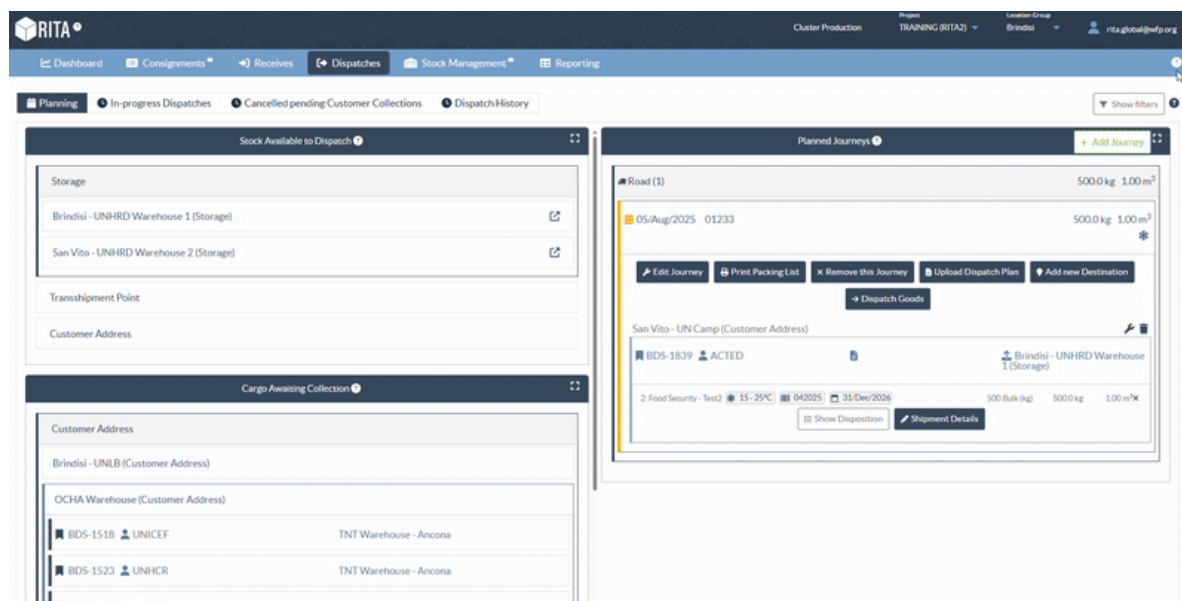 RITA
Cluster Production
Project
TRAINING (RITA2)
Location Group
Brindisi
rita.global@wfp.org
Dashboard
Consignments
Receives
Dispatches
Stock Management
Reporting
Planning
In-progress Dispatches
Cancelled pending Customer Collections
Dispatch History
Show filters
Stock Available to Dispatch
Storage
Brindisi - UNHRD Warehouse 1 (Storage)
San Vito - UNHRD Warehouse 2 (Storage)
Transshipment Point
Customer Address
Cargo Awaiting Collection
Customer Address
Brindisi - UNLB (Customer Address)
OCHA Warehouse (Customer Address)
BDS-1518 UNICEF TNT Warehouse - Ancona
BDS-1523 UNHCR TNT Warehouse - Ancona
Planned Journeys
+ Add Journey
Road (1) 500.0 kg 1.00 m³
05/Aug/2025 01233 500.0 kg 1.00 m³
Edit Journey
Print Packing List
× Remove this Journey
Upload Dispatch Plan
Add new Destination
→ Dispatch Goods
San Vito - UN Camp (Customer Address)
BDS-1839 ACTED Brindisi - UNHRD Warehouse
1 (Storage)
2: Food Security - Test2 15 - 25°C 042025 31/Dec/2026 500 Bulk (kg) 500.0 kg 1.00 m³ ×
Show Disposition
Shipment Details